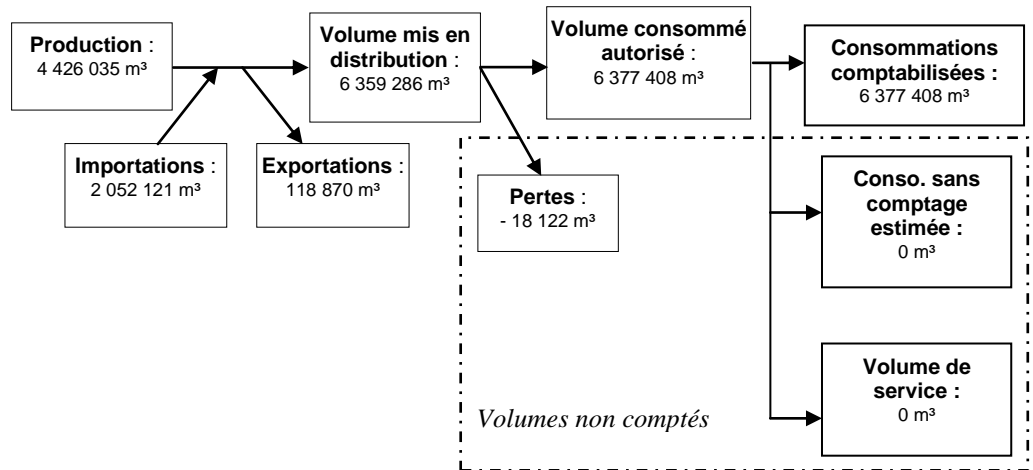 Production :
4 426 035 m³
Volume mis en
distribution :
6 359 286 m³
Volume consommé
autorisé :
6 377 408 m³
Consommations
comptabilisées :
6 377 408 m³
Importations :
2 052 121 m³
Exportations :
118 870 m³
Pertes :
- 18 122 m³
Conso. sans
comptage
estimée :
0 m³
Volume de
service :
0 m³
Volumes non comptés